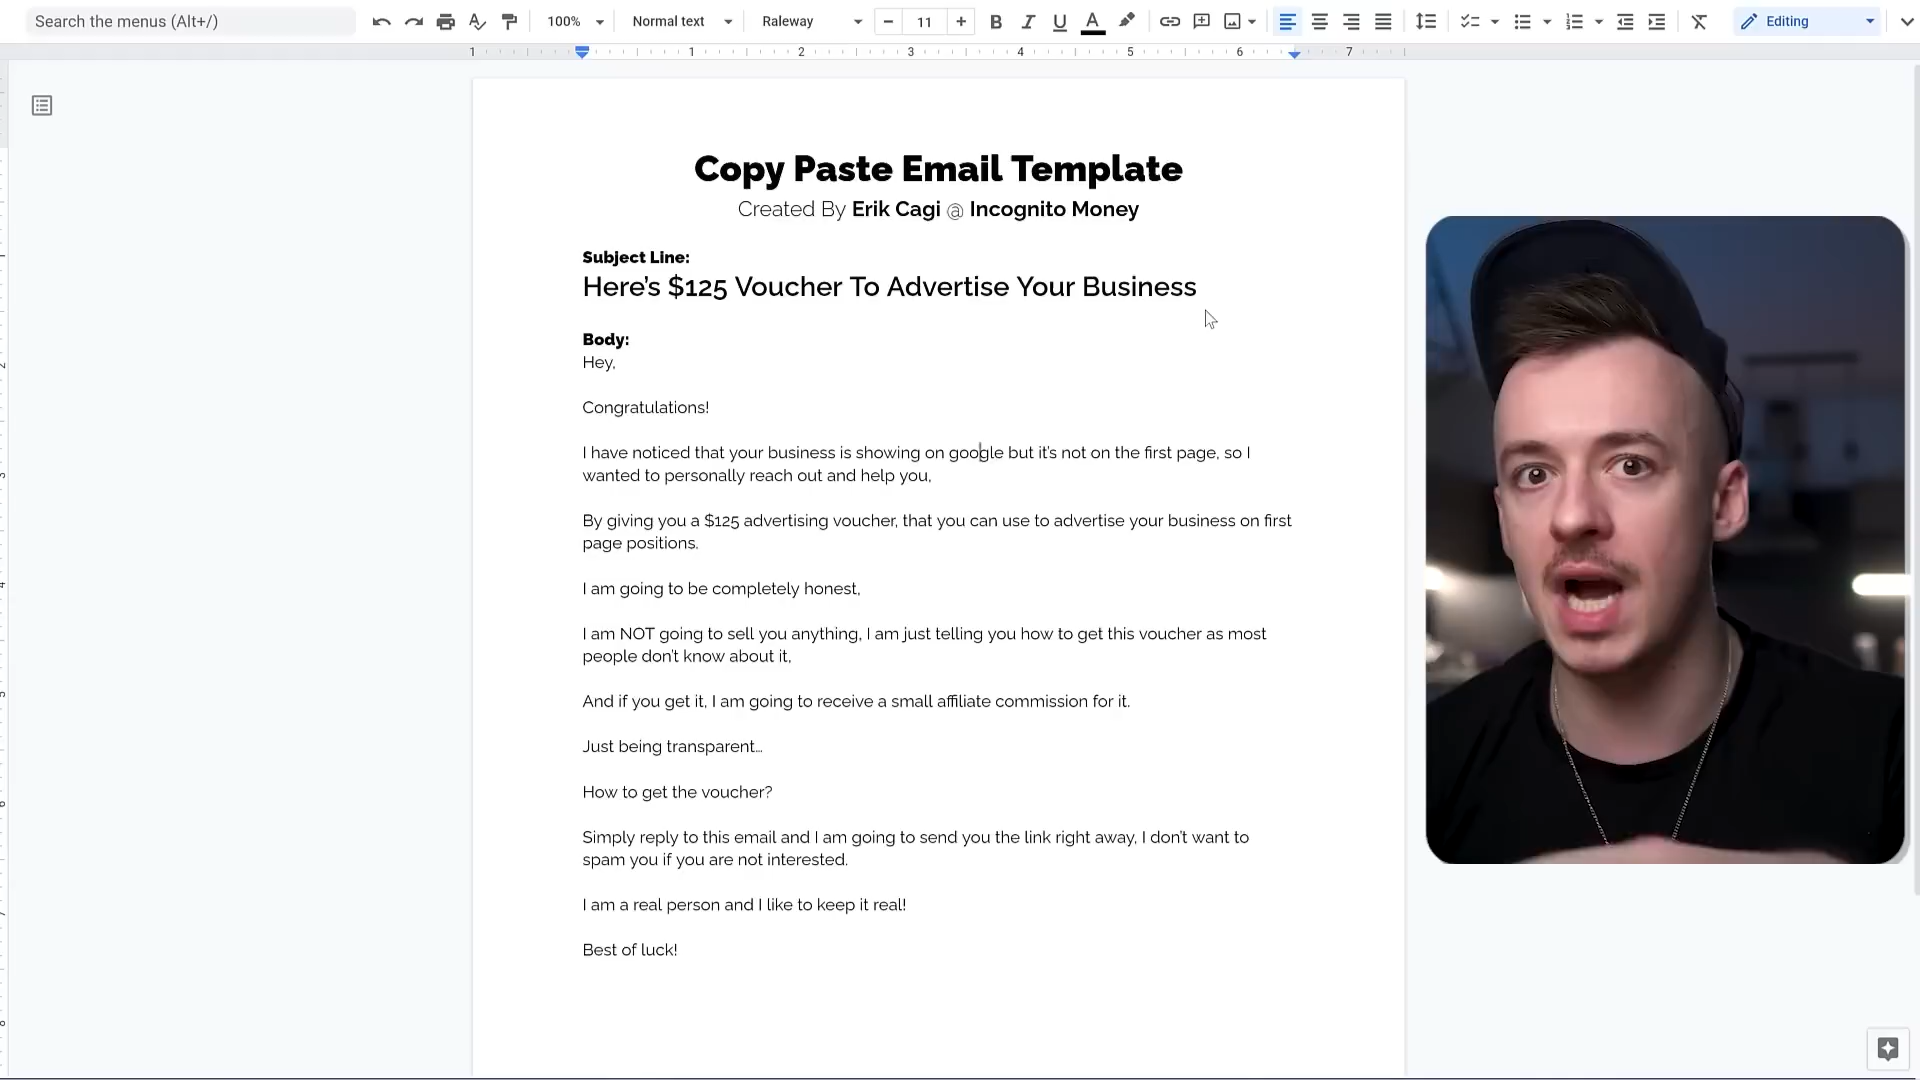 Search the menus (Alt+/)
100%
Normal text
Raleway
11
Editing
1 1 2 3 4 5 6 7
Copy Paste Email Template
Created By Erik Cagi @ Incognito Money
Subject Line:
Here's $125 Voucher To Advertise Your Business
Body:
Hey,
Congratulations!
I have noticed that your business is showing on google but it's not on the first page, so I
wanted to personally reach out and help you,
By giving you a $125 advertising voucher, that you can use to advertise your business on first
page positions.
I am going to be completely honest,
I am NOT going to sell you anything, I am just telling you how to get this voucher as most
people don't know about it,
And if you get it, I am going to receive a small affiliate commission for it.
Just being transparent…
How to get the voucher?
Simply reply to this email and I am going to send you the link right away, I don't want to
spam you if you are not interested.
I am a real person and I like to keep it real!
Best of luck!